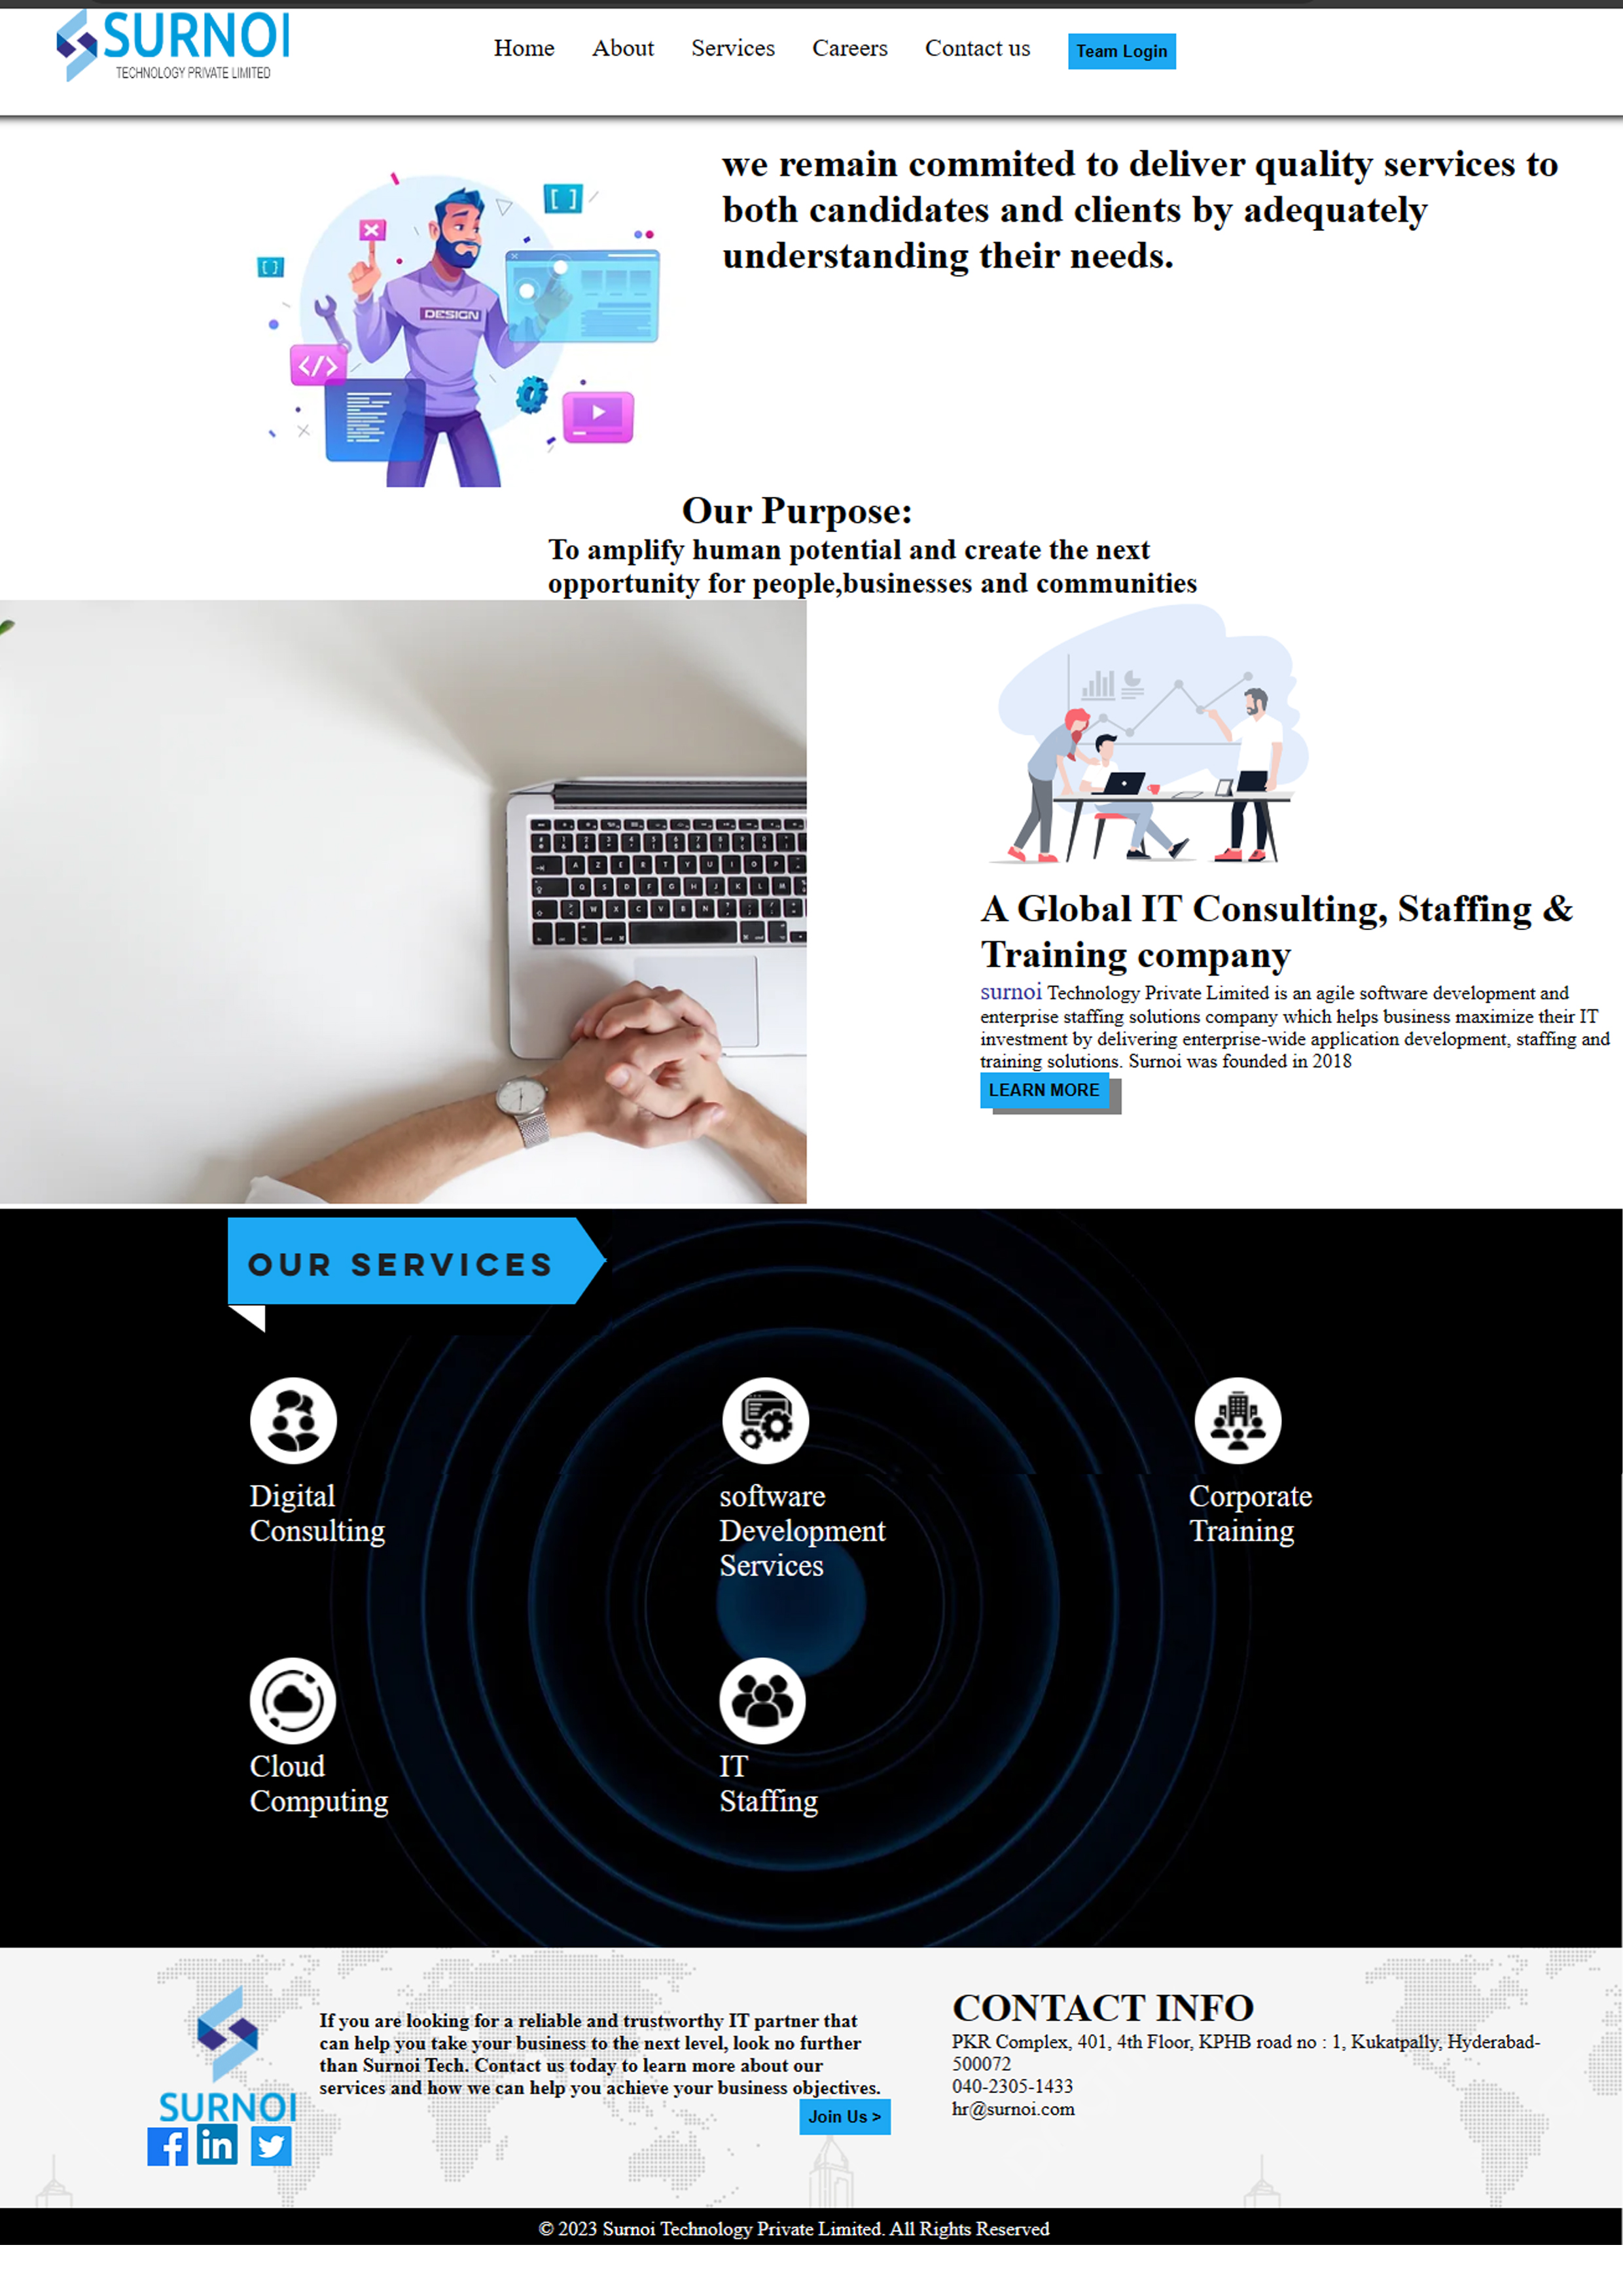 SURNOI
TECHNOLOGY PRIVATE LIMITED
Home About Services Careers Contact us Team Login
we remain commited to deliver quality services to
both candidates and clients by adequately
understanding their needs.
DESIGN
</>
Our Purpose:
To amplify human potential and create the next
opportunity for people,businesses and communities
A Global IT Consulting, Staffing &
Training company
surnoi Technology Private Limited is an agile software development and
enterprise staffing solutions company which helps business maximize their IT
investment by delivering enterprise-wide application development, staffing and
training solutions. Surnoi was founded in 2018
LEARN MORE
OUR SERVICES
Digital
Consulting
software
Development
Services
Corporate
Training
Cloud
Computing
IT
Staffing
SURNOI
If you are looking for a reliable and trustworthy IT partner that
can help you take your business to the next level, look no further
than Surnoi Tech. Contact us today to learn more about our
services and how we can help you achieve your business objectives.
Join Us >
CONTACT INFO
PKR Complex, 401, 4th Floor, KPHB road no : 1, Kukatpally, Hyderabad-
500072
040-2305-1433
hr@surnoi.com
© 2023 Surnoi Technology Private Limited. All Rights Reserved